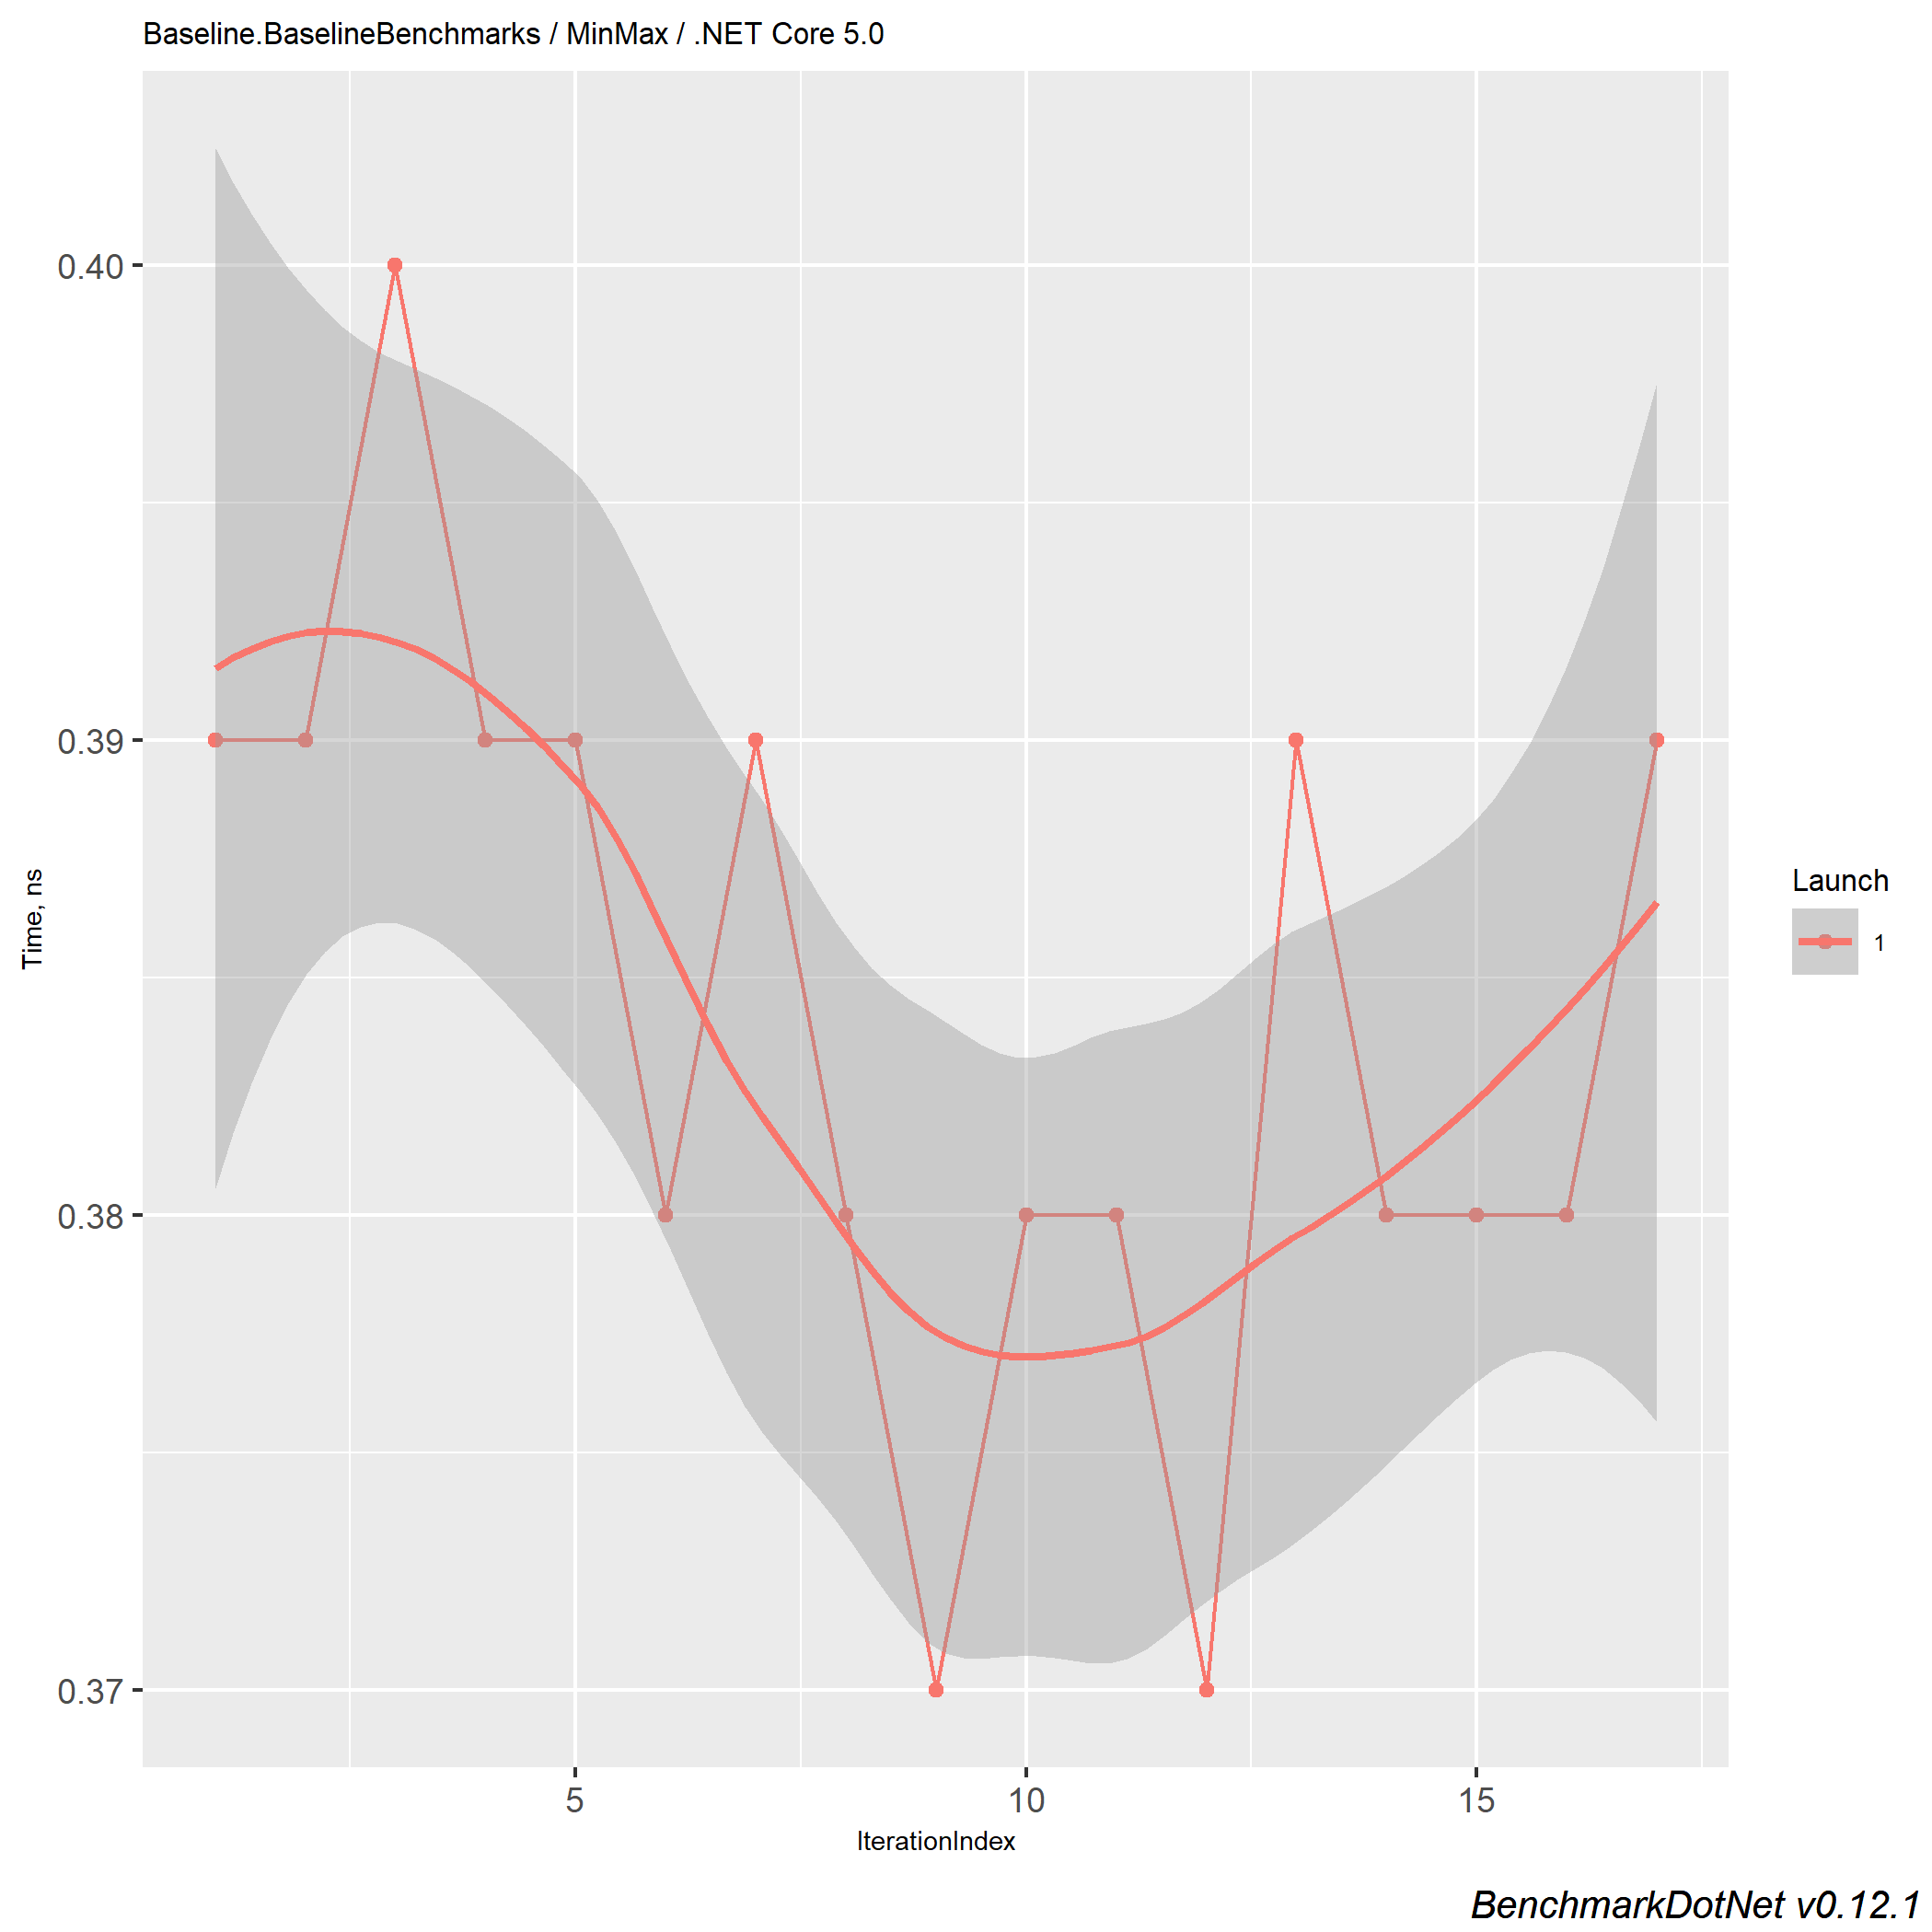 Baseline.BaselineBenchmarks / MinMax / .NET Core 5.0
0.40
0.39
0.38
0.37
Time, ns
5 10 15
IterationIndex
Launch
1
BenchmarkDotNet v0.12.1